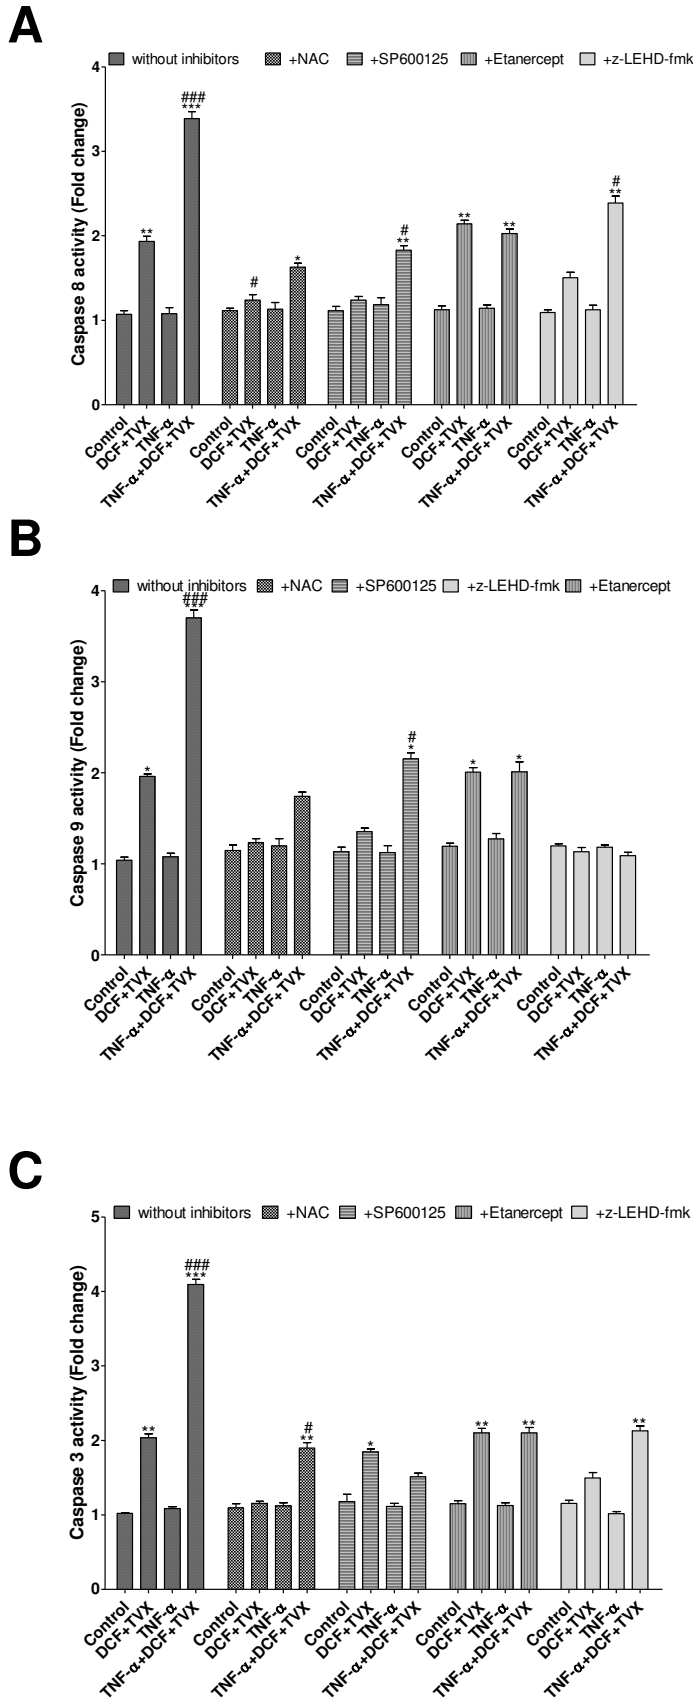 A
without inhibitors +NAC +SP600125 +Etanercept +z-LEHD-fmk
Caspase 8 activity (Fold change)
4
3
2
1
0
** ### *** # * # ** ** ** # **
Control DCF+TVX TNF-α TNF-α+DCF+TVX Control DCF+TVX TNF-α TNF-α+DCF+TVX Control DCF+TVX TNF-α TNF-α+DCF+TVX Control DCF+TVX TNF-α TNF-α+DCF+TVX Control DCF+TVX TNF-α TNF-α+DCF+TVX
B
without inhibitors +NAC +SP600125 +z-LEHD-fmk +Etanercept
Caspase 9 activity (Fold change)
4
3
2
1
0
* ### *** # * * *
Control DCF+TVX TNF-α TNF-α+DCF+TVX Control DCF+TVX TNF-α TNF-α+DCF+TVX Control DCF+TVX TNF-α TNF-α+DCF+TVX Control DCF+TVX TNF-α TNF-α+DCF+TVX Control DCF+TVX TNF-α TNF-α+DCF+TVX
C
without inhibitors +NAC +SP600125 +Etanercept +z-LEHD-fmk
Caspase 3 activity (Fold change)
5
4
3
2
1
0
** ### *** # ** * ** ** **
Control DCF+TVX TNF-α TNF-α+DCF+TVX Control DCF+TVX TNF-α TNF-α+DCF+TVX Control DCF+TVX TNF-α TNF-α+DCF+TVX Control DCF+TVX TNF-α TNF-α+DCF+TVX Control DCF+TVX TNF-α TNF-α+DCF+TVX